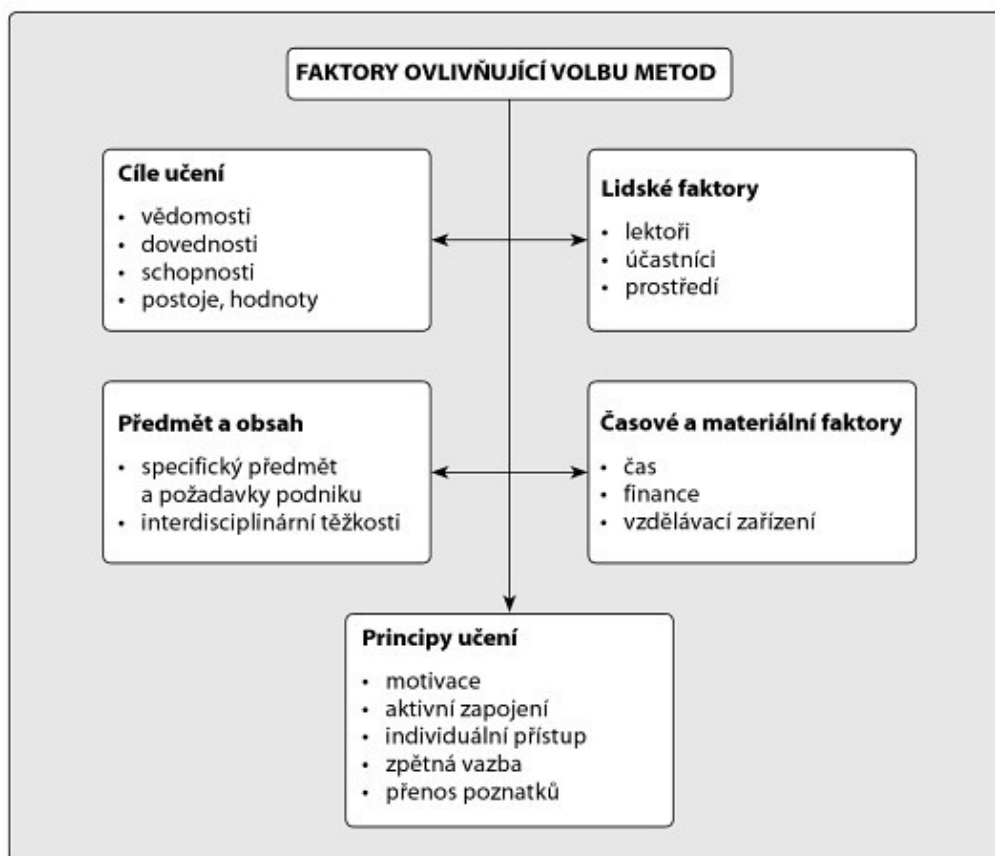 FAKTORY OVLIVŇUJÍCÍ VOLBU METOD
Cíle učení
• vědomosti
• dovednosti
• schopnosti
• postoje, hodnoty
Lidské faktory
• lektoři
• účastníci
• prostředí
Předmět a obsah
• specifický předmět
a požadavky podniku
• interdisciplinární těžkosti
Časové a materiální faktory
• čas
• finance
• vzdělávací zařízení
Principy učení
• motivace
• aktivní zapojení
• individuální přístup
• zpětná vazba
• přenos poznatků